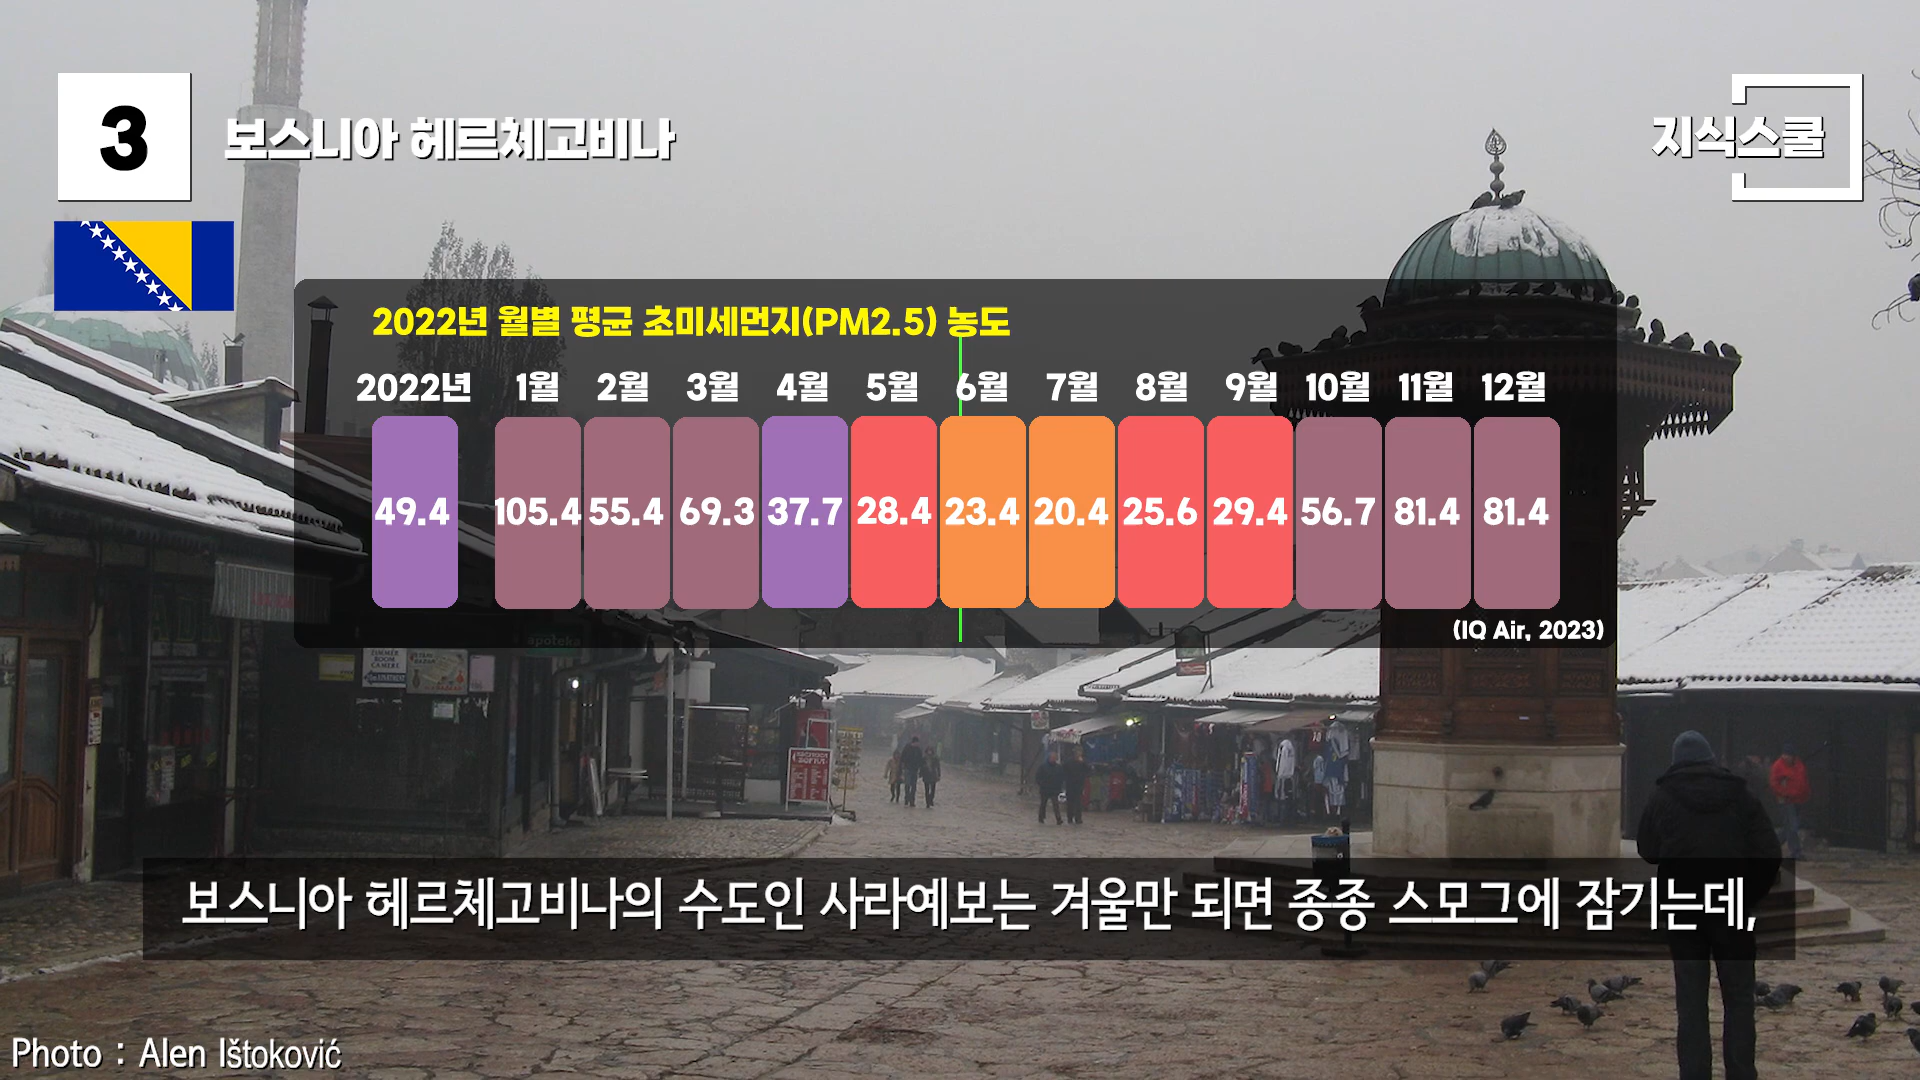 3
보스니아 헤르체고비나
지식스쿨
2022년 월별 평균 초미세먼지(PM2.5) 농도
2022년 1월 2월 3월 4월 5월 6월 7월 8월 9월 10월 11월 12월
49.4 105.4 55.4 69.3 37.7 28.4 23.4 20.4 25.6 29.4 56.7 81.4 81.4
(IQ Air, 2023)
apoteka
ZIMMER
ROOM
보스니아 헤르체고비나의 수도인 사라예보는 겨울만 되면 종종 스모그에 잠기는데,
Photo : Alen Ištoković